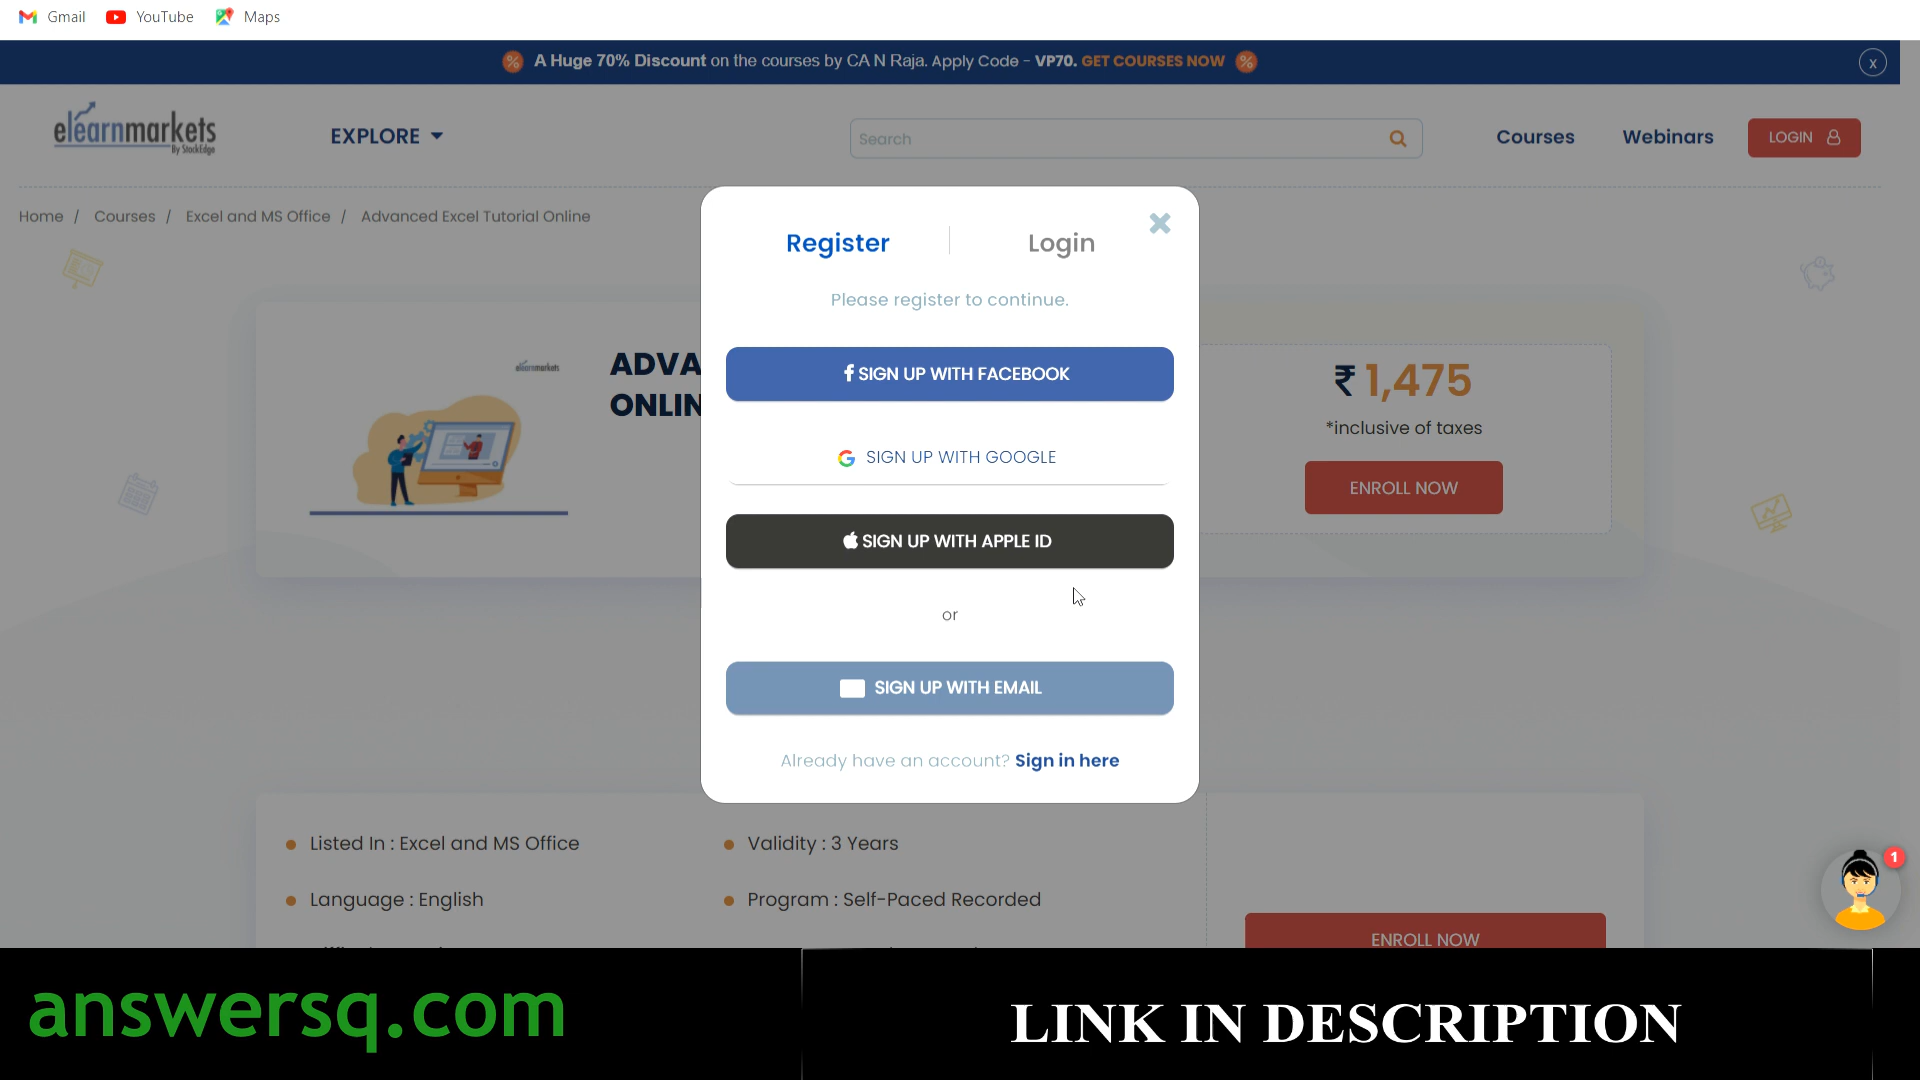 Gmail YouTube Maps
A Huge 70% Discount on the courses by CA N Raja. Apply Code - VP70. GET COURSES NOW
x
elearnmarkets
By StockEdge
EXPLORE
Search
Courses Webinars LOGIN
Home / Courses / Excel and MS Office / Advanced Excel Tutorial Online
Register Login
Please register to continue.
SIGN UP WITH FACEBOOK
SIGN UP WITH GOOGLE
SIGN UP WITH APPLE ID
or
SIGN UP WITH EMAIL
Already have an account? Sign in here
elearnmarkets
ADVA
ONLIN
₹ 1,475
*inclusive of taxes
ENROLL NOW
Listed In : Excel and MS Office
Validity : 3 Years
Language : English
Program : Self-Paced Recorded
ENROLL NOW
1
answersq.com
LINK IN DESCRIPTION